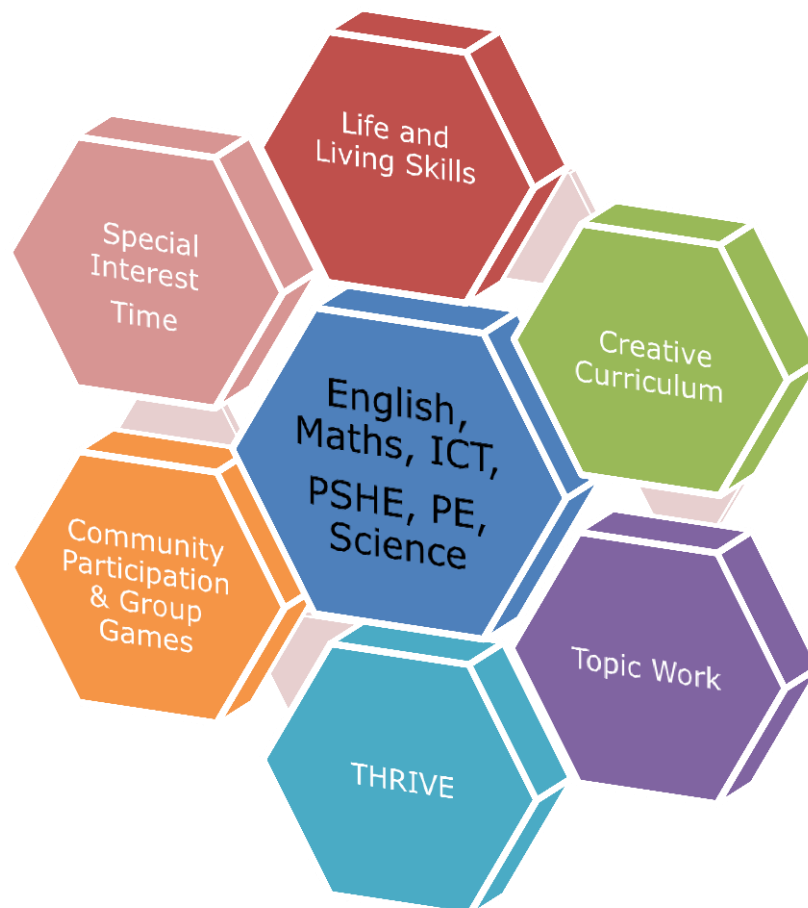 Life and
Living Skills
Special
Interest
Time
Creative
Curriculum
English,
Maths, ICT,
PSHE, PE,
Science
Community
Participation
& Group
Games
Topic Work
THRIVE